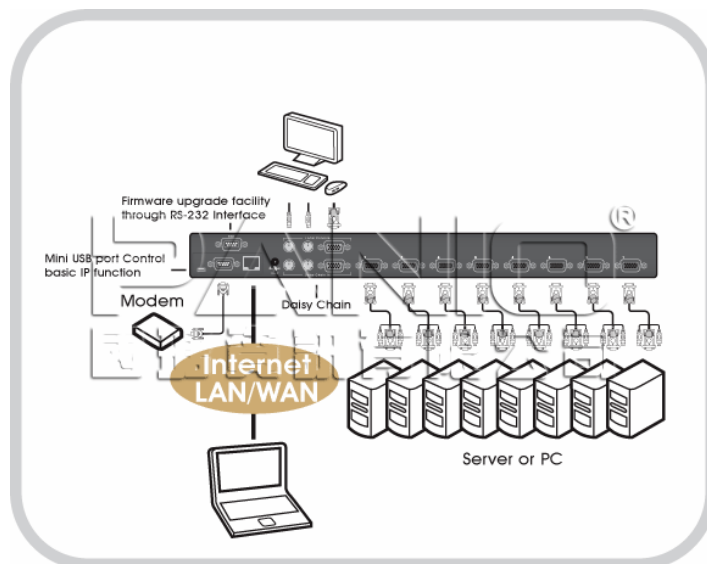 Firmware upgrade facility
through RS-232 Interface
®
Mini USB port Control
basic IP function
Modem
Daisy Chain
Internet
LAN/WAN
Server or PC